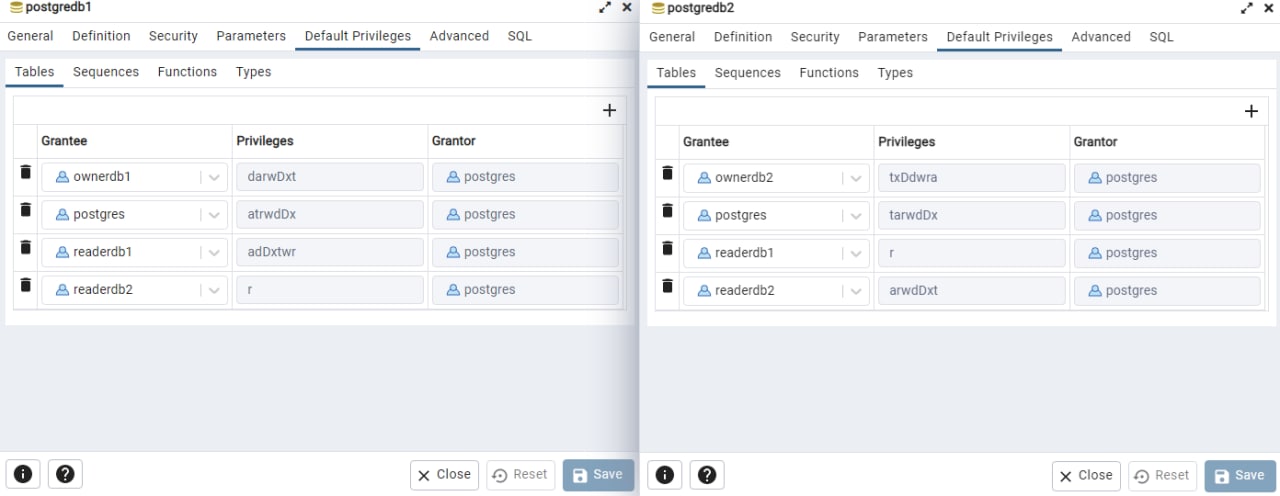 postgredb1
General Definition Security Parameters Default Privileges Advanced SQL
Tables Sequences Functions Types
Grantee Privileges Grantor
ownerdb1 darwDxt postgres
postgres atrwdDx postgres
readerdb1 adDxtwr postgres
readerdb2 r postgres
Close Reset Save
postgredb2
General Definition Security Parameters Default Privileges Advanced SQL
Tables Sequences Functions Types
Grantee Privileges Grantor
ownerdb2 txDdwra postgres
postgres tarwdDx postgres
readerdb1 r postgres
readerdb2 arwdDxt postgres
Close Reset Save